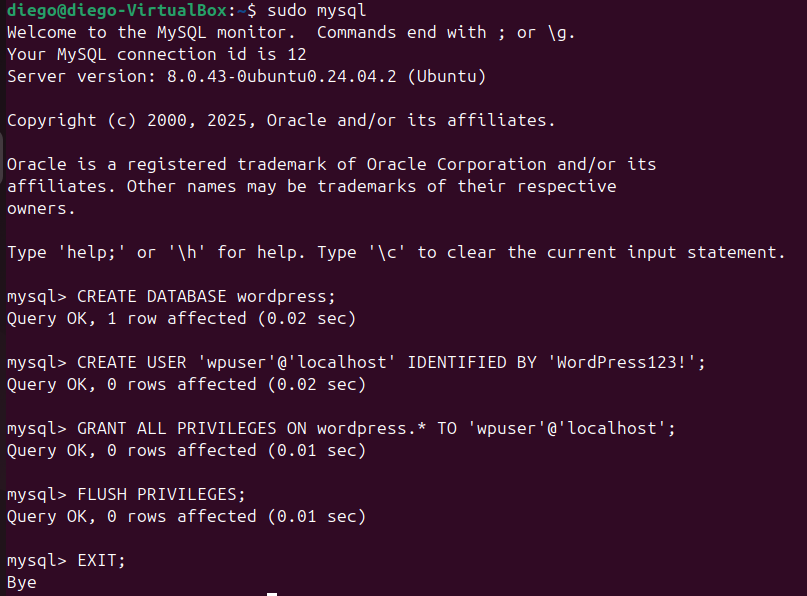 diego@diego-VirtualBox:~$ sudo mysql
Welcome to the MySQL monitor.  Commands end with ; or \g.
Your MySQL connection id is 12
Server version: 8.0.43-0ubuntu0.24.04.2 (Ubuntu)
Copyright (c) 2000, 2025, Oracle and/or its affiliates.
Oracle is a registered trademark of Oracle Corporation and/or its
affiliates. Other names may be trademarks of their respective
owners.
Type 'help;' or '\h' for help. Type '\c' to clear the current input statement.
mysql> CREATE DATABASE wordpress;
Query OK, 1 row affected (0.02 sec)
mysql> CREATE USER 'wpuser'@'localhost' IDENTIFIED BY 'WordPress123!';
Query OK, 0 rows affected (0.02 sec)
mysql> GRANT ALL PRIVILEGES ON wordpress.* TO 'wpuser'@'localhost';
Query OK, 0 rows affected (0.01 sec)
mysql> FLUSH PRIVILEGES;
Query OK, 0 rows affected (0.01 sec)
mysql> EXIT;
Bye